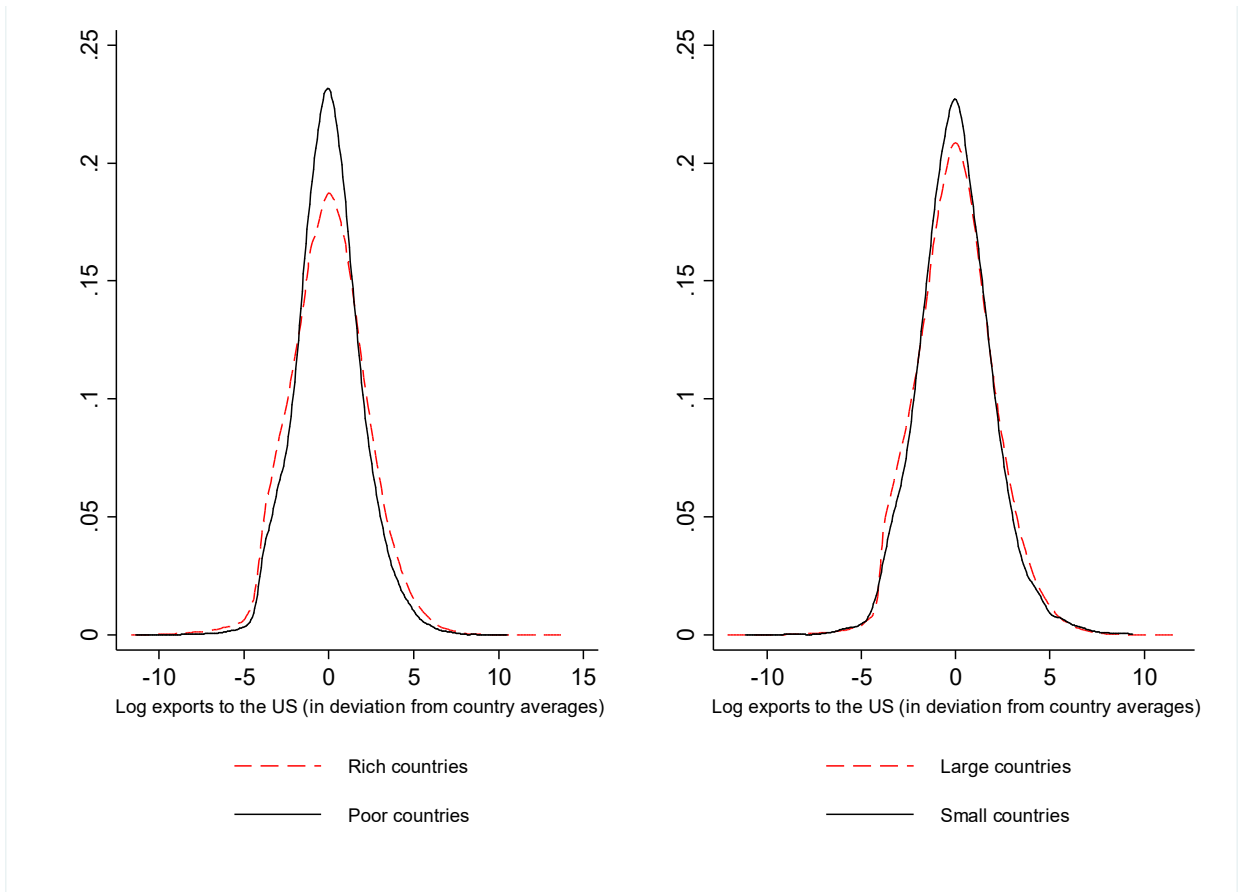 .25
.2
.15
.1
.05
0
-10 -5 0 5 10 15
Log exports to the US (in deviation from country averages)
Rich countries
Poor countries
.25
.2
.15
.1
.05
0
-10 -5 0 5 10
Log exports to the US (in deviation from country averages)
Large countries
Small countries